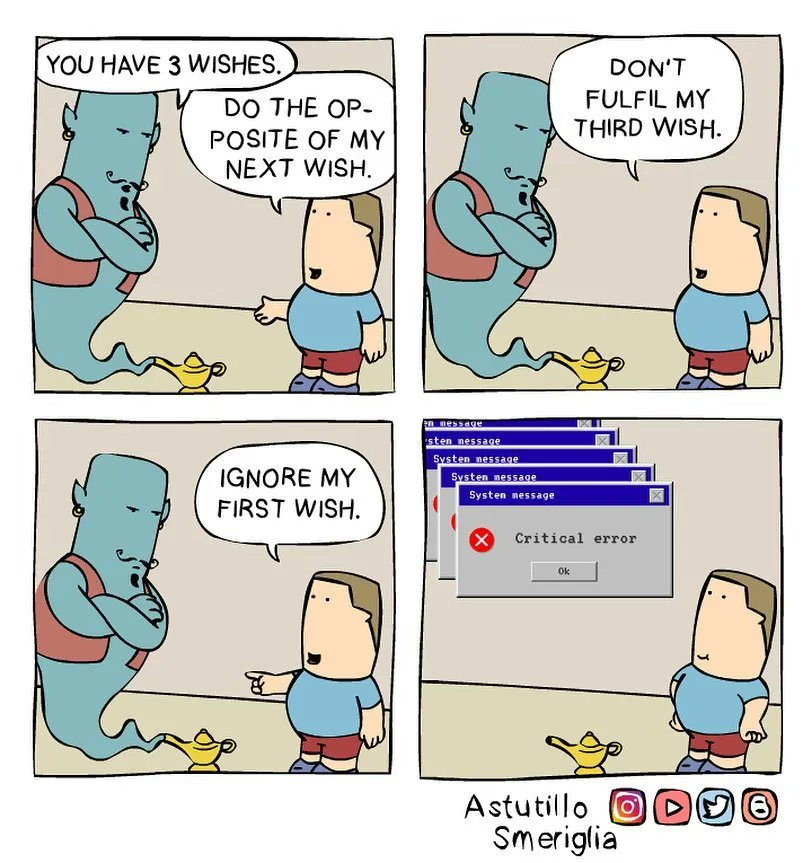 YOU HAVE 3 WISHES.
DO THE OP-
POSITE OF MY
NEXT WISH.
DON'T
FULFIL MY
THIRD WISH.
IGNORE MY
FIRST WISH.
message
System message
System message
System message
System message
Critical error
Ok
Astutillo
Smeriglia